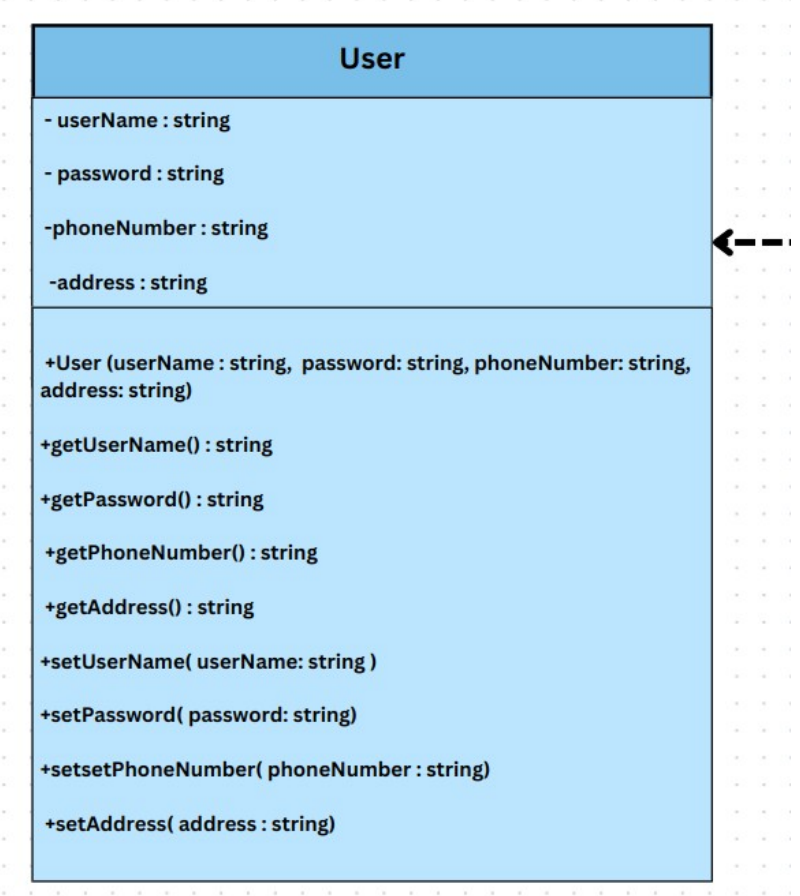 User
- userName : string
- password : string
-phoneNumber : string
-address : string
+User (userName : string, password: string, phoneNumber: string,
address: string)
+getUserName() : string
+getPassword() : string
+getPhoneNumber() : string
+getAddress() : string
+setUserName( userName: string )
+setPassword( password: string)
+setsetPhoneNumber( phoneNumber : string)
+setAddress( address : string)